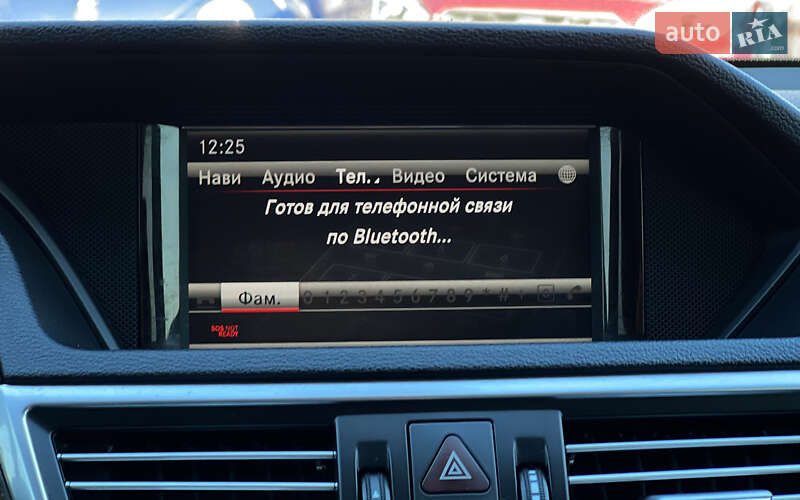 auto RIA.com
12:25
Нави Аудио Тел. Видео Система
Готов для телефонной связи
по Bluetooth...
Фам. 0 1 2 3 4 5 6 7 8 9 * # +
SOS NOT
READY